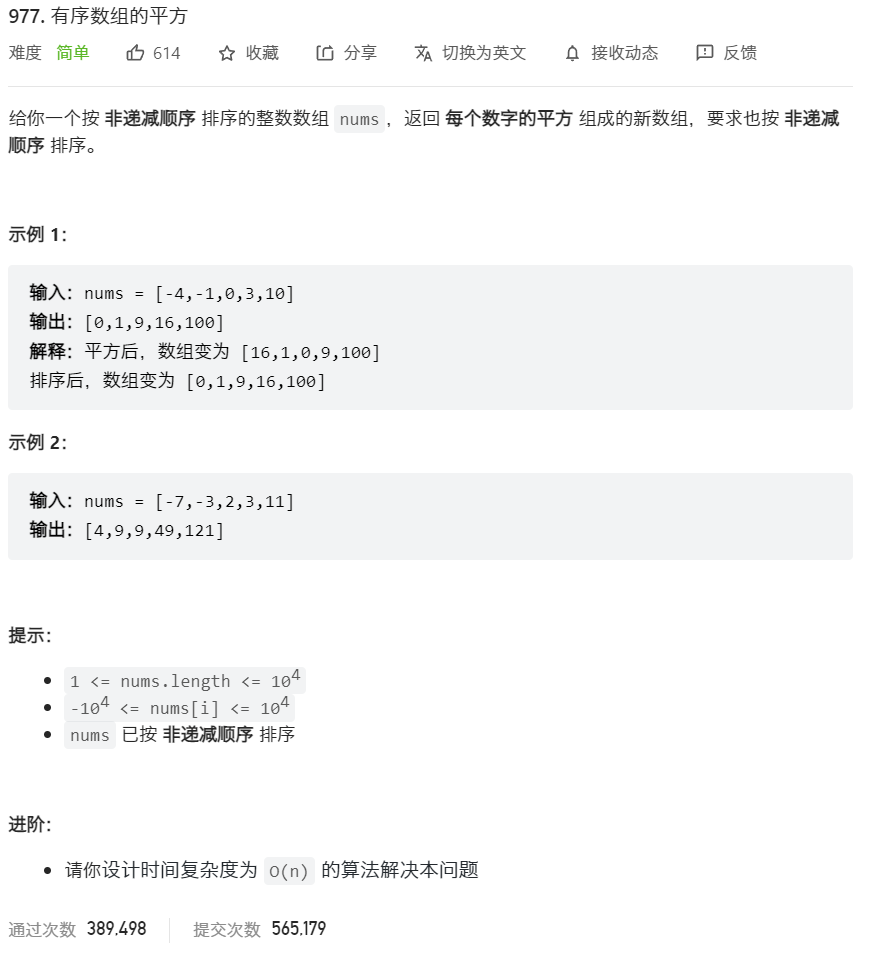 977. 有序数组的平方
难度 简单 614 收藏 分享 切换为英文 接收动态 反馈
给你一个按 非递减顺序 排序的整数数组 nums，返回 每个数字的平方 组成的新数组，要求也按 非递减
顺序 排序。
示例 1：
输入：nums = [-4,-1,0,3,10]
输出：[0,1,9,16,100]
解释：平方后，数组变为 [16,1,0,9,100]
排序后，数组变为 [0,1,9,16,100]
示例 2：
输入：nums = [-7,-3,2,3,11]
输出：[4,9,9,49,121]
提示：
• 1 <= nums.length <= 10⁴
• -10⁴ <= nums[i] <= 10⁴
• nums 已按 非递减顺序 排序
进阶：
• 请你设计时间复杂度为 O(n) 的算法解决本问题
通过次数 389,498 提交次数 565,179